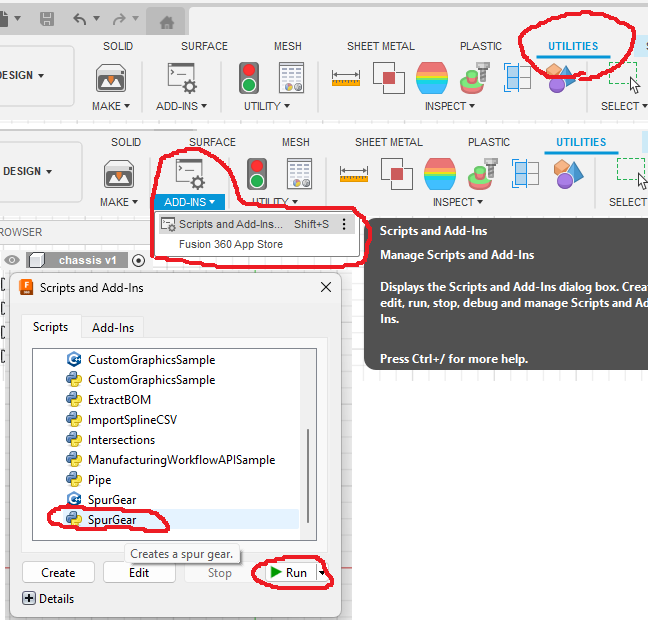 SOLID SURFACE MESH SHEET METAL PLASTIC UTILITIES
ESIGN
MAKE ADD-INS UTILITY INSPECT SELECT
SOLID SURFACE MESH SHEET METAL PLASTIC UTILITIES
DESIGN
MAKE ADD-INS UTILITY INSPECT SELECT
Scripts and Add-Ins... Shift+S
Fusion 360 App Store
ROWSER
chassis v1
Scripts and Add-Ins
Manage Scripts and Add-Ins
Displays the Scripts and Add-Ins dialog box. Crea
edit, run, stop, debug and manage Scripts and Ad
Ins.
Press Ctrl+/ for more help.
Scripts and Add-Ins
Scripts Add-Ins
CustomGraphicsSample
CustomGraphicsSample
ExtractBOM
ImportSplineCSV
Intersections
ManufacturingWorkflowAPISample
Pipe
SpurGear
SpurGear
Creates a spur gear.
Create Edit Stop Run
Details